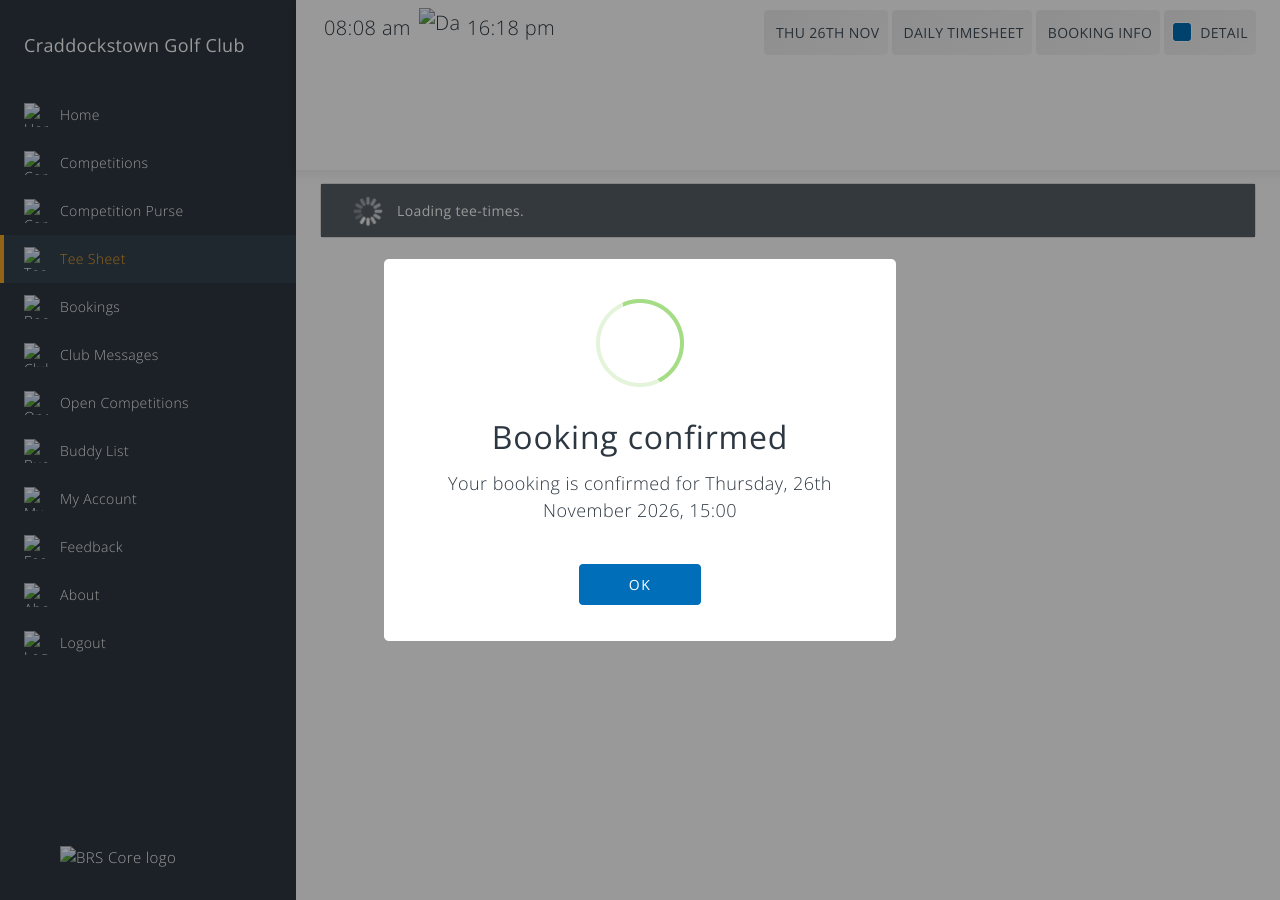 Craddockstown Golf Club
08:08 am Da 16:18 pm
THU 26TH NOV
DAILY TIMESHEET
BOOKING INFO
DETAIL
Home
Competitions
Competition Purse
Tee Sheet
Bookings
Club Messages
Open Competitions
Buddy List
My Account
Feedback
About
Logout
BRS Core logo
Loading tee-times.
Booking confirmed
Your booking is confirmed for Thursday, 26th
November 2026, 15:00
OK